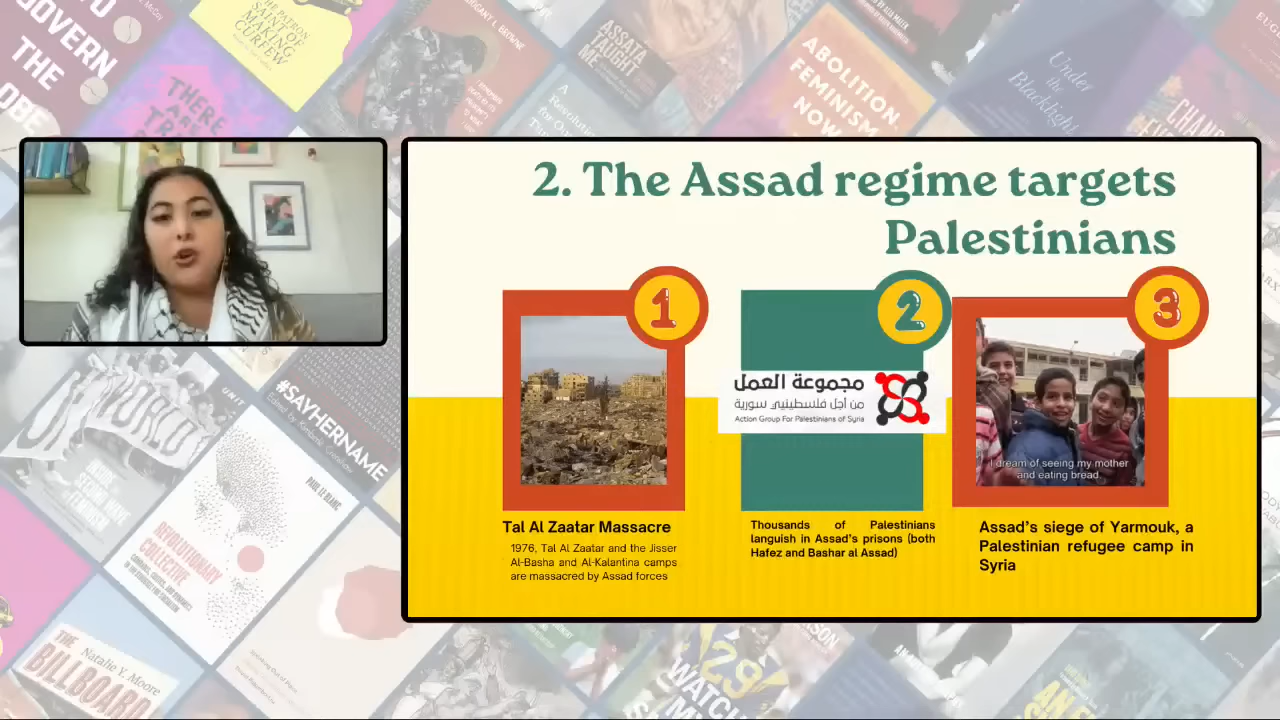 2. The Assad regime targets
Palestinians
1
2
3
مجموعة العمل
من أجل فلسطينيي سورية
Action Group For Palestinians of Syria
I dream of seeing my mother
and eating bread.
Tal Al Zaatar Massacre
1976, Tal Al Zaatar and the Jisser
Al-Basha and Al-Kalantina camps
are massacred by Assad forces
Thousands of Palestinians
languish in Assad's prisons (both
Hafez and Bashar al Assad)
Assad's siege of Yarmouk, a
Palestinian refugee camp in
Syria
GOVERN
THE
THE PATRON
SAINT OF
MAKING
CURFEW
THERE
ARE
ASSATA
TAUGHT
ME
ABOLITION.
FEMINISM.
NOW.
Under
the
Blacklight
#SAYHERNAME
REVOLUTIONARY
COLLECTIVE
PAUL LE BLANC
THE
BILLBOARD
Natalie Y. Moore
WATCH